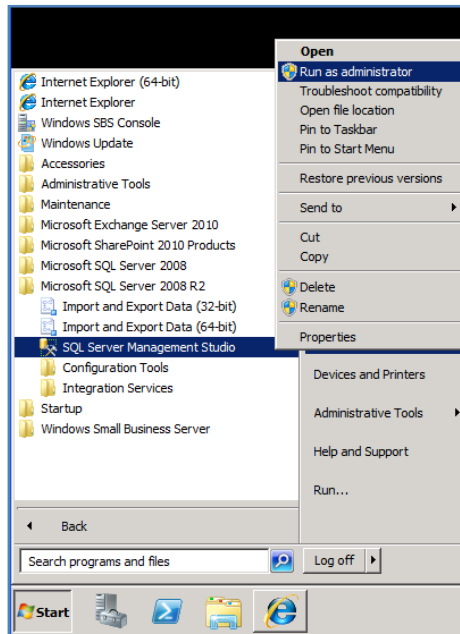 Internet Explorer (64-bit)
Internet Explorer
Windows SBS Console
Windows Update
Accessories
Administrative Tools
Maintenance
Microsoft Exchange Server 2010
Microsoft SharePoint 2010 Products
Microsoft SQL Server 2008
Microsoft SQL Server 2008 R2
Import and Export Data (32-bit)
Import and Export Data (64-bit)
SQL Server Management Studio
Configuration Tools
Integration Services
Startup
Windows Small Business Server
Back
Search programs and files
Open
Run as administrator
Troubleshoot compatibility
Open file location
Pin to Taskbar
Pin to Start Menu
Restore previous versions
Send to
Cut
Copy
Delete
Rename
Properties
Devices and Printers
Administrative Tools
Help and Support
Run...
Log off
Start